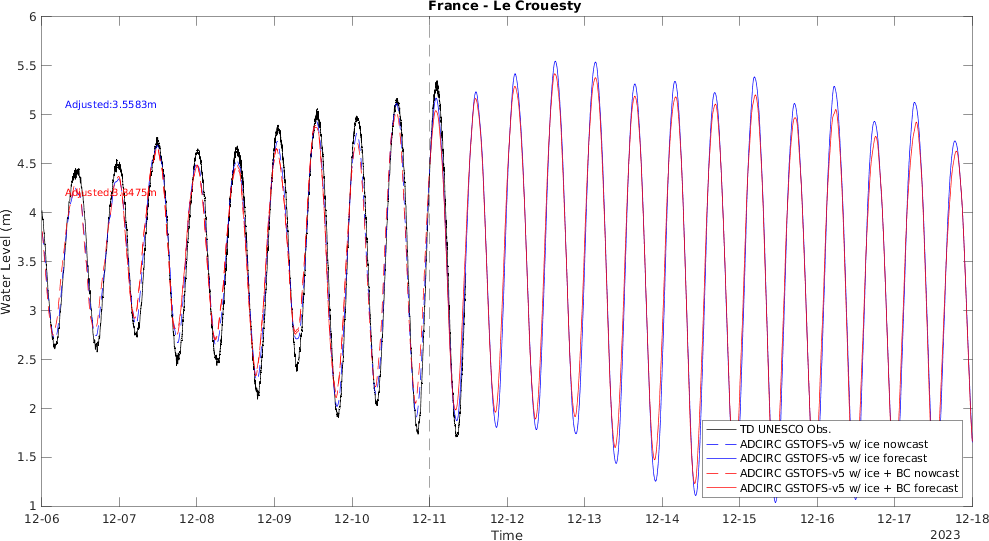 France - Le Crouesty
6
5.5
5
4.5
4
3.5
3
2.5
2
1.5
1
Water Level (m)
Adjusted:3.5583m
Adjusted:3.3475m
TD UNESCO Obs.
ADCIRC GSTOFS-v5 w/ ice nowcast
ADCIRC GSTOFS-v5 w/ ice forecast
ADCIRC GSTOFS-v5 w/ ice + BC nowcast
ADCIRC GSTOFS-v5 w/ ice + BC forecast
12-06 12-07 12-08 12-09 12-10 12-11 12-12 12-13 12-14 12-15 12-16 12-17 12-18
Time
2023